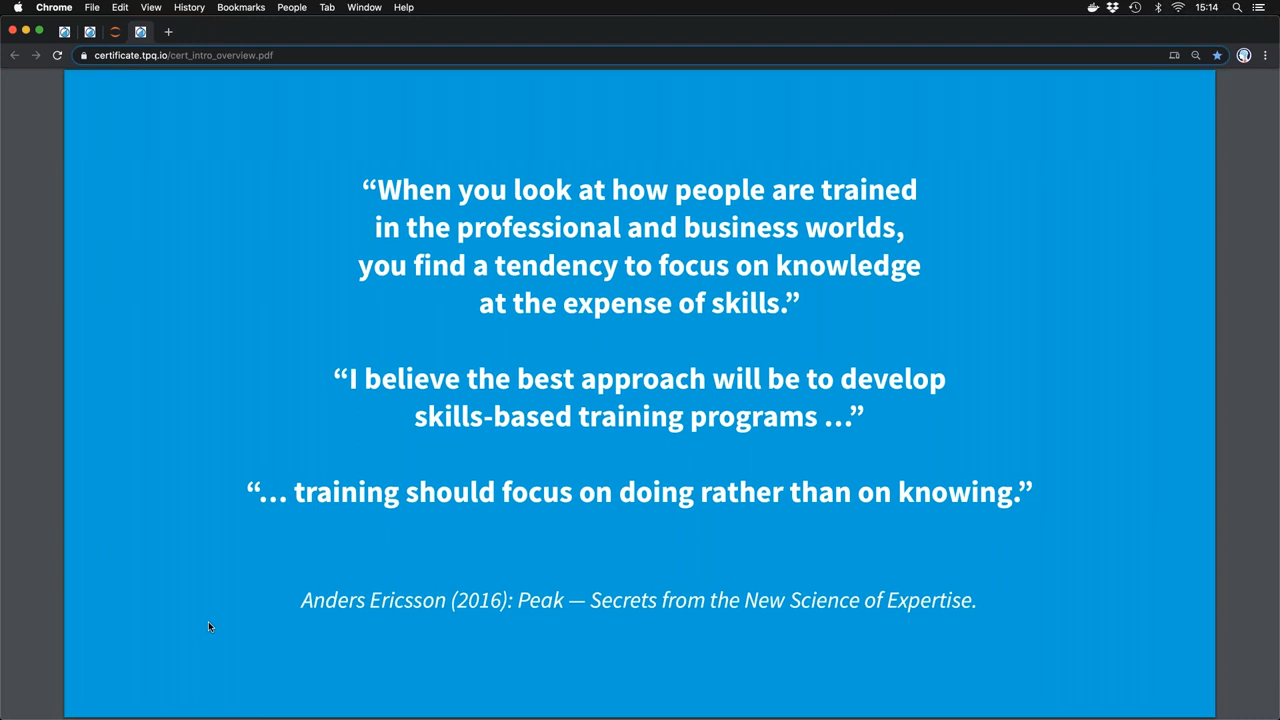 Chrome File Edit View History Bookmarks People Tab Window Help 15:14
certificate.tpq.io/cert_intro_overview.pdf
“When you look at how people are trained
in the professional and business worlds,
you find a tendency to focus on knowledge
at the expense of skills.”
“I believe the best approach will be to develop
skills-based training programs …”
“… training should focus on doing rather than on knowing.”
Anders Ericsson (2016): Peak — Secrets from the New Science of Expertise.